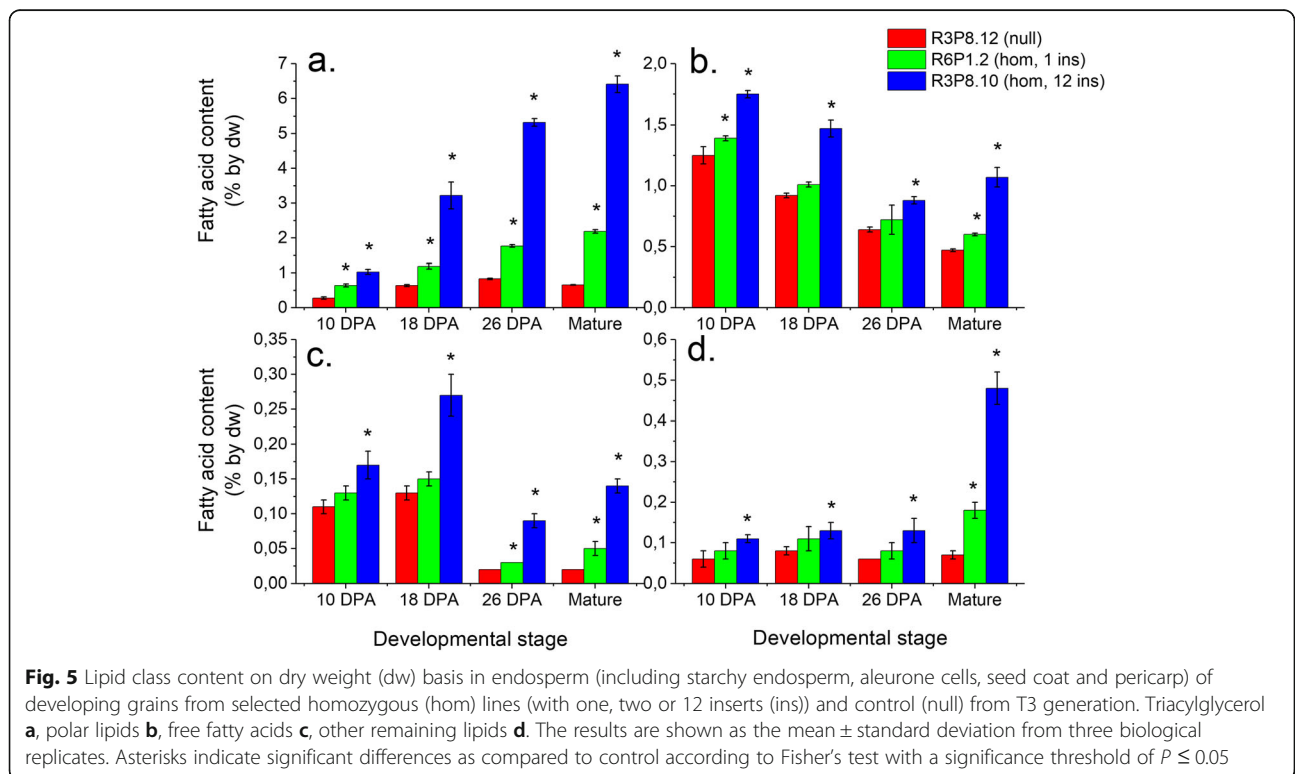 R3P8.12 (null)
R6P1.2 (hom, 1 ins)
R3P8.10 (hom, 12 ins)
a.
Fatty acid content
(% by dw)
7
6
5
4
3
2
1
0
* * * * * * * *
10 DPA 18 DPA 26 DPA Mature
b.
2,0
1,5
1,0
0,5
0,0
* * * * * *
10 DPA 18 DPA 26 DPA Mature
c.
Fatty acid content
(% by dw)
0,35
0,30
0,25
0,20
0,15
0,10
0,05
0,00
* * * * * *
10 DPA 18 DPA 26 DPA Mature
Developmental stage
d.
0,6
0,5
0,4
0,3
0,2
0,1
0,0
* * * * *
10 DPA 18 DPA 26 DPA Mature
Developmental stage
Fig. 5 Lipid class content on dry weight (dw) basis in endosperm (including starchy endosperm, aleurone cells, seed coat and pericarp) of
developing grains from selected homozygous (hom) lines (with one, two or 12 inserts (ins)) and control (null) from T3 generation. Triacylglycerol
a, polar lipids b, free fatty acids c, other remaining lipids d. The results are shown as the mean ± standard deviation from three biological
replicates. Asterisks indicate significant differences as compared to control according to Fisher's test with a significance threshold of P ≤ 0.05